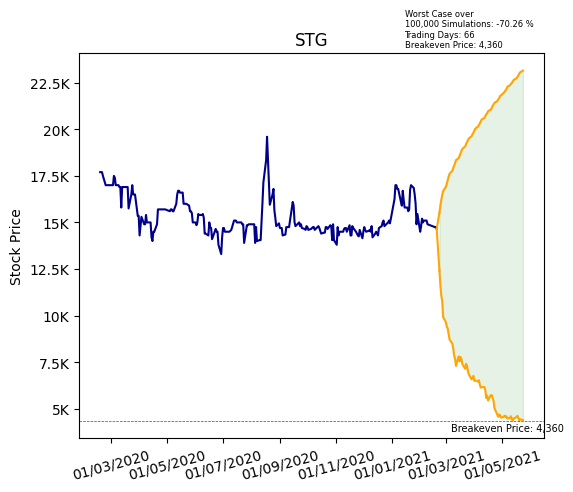 Worst Case over
100,000 Simulations: -70.26 %
Trading Days: 66
Breakeven Price: 4,360
STG
Stock Price
22.5K
20K
17.5K
15K
12.5K
10K
7.5K
5K
Breakeven Price: 4,360
01/03/2020
01/05/2020
01/07/2020
01/09/2020
01/11/2020
01/01/2021
01/03/2021
01/05/2021